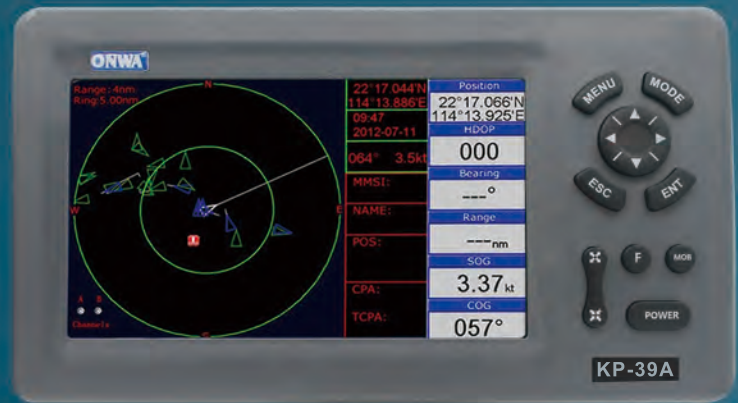 ONWA
Range:4nm
Ring:5.00nm
N
W
E
S
A B
Channels
22°17.044'N
114°13.886'E
09:47
2012-07-11
064° 3.5kt
MMSI:
NAME:
POS:
CPA:
TCPA:
Position
22°17.066'N
114°13.925'E
HDOP
000
Bearing
---°
Range
---nm
SOG
3.37 kt
COG
057°
MENU
MODE
ESC
ENT
F
MOB
POWER
KP-39A